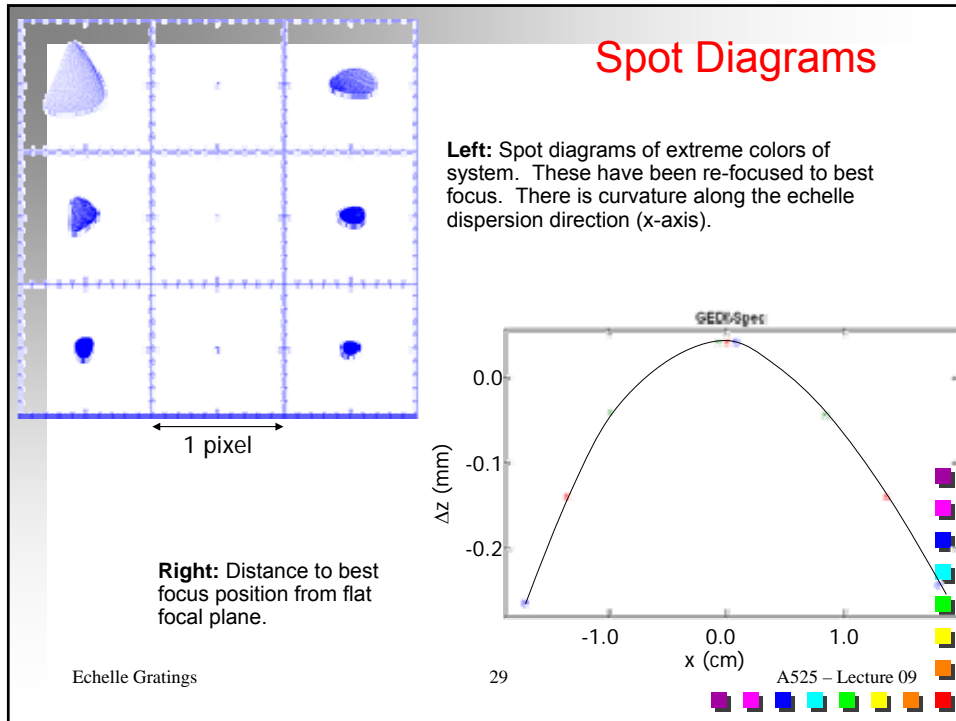 Spot Diagrams
Left: Spot diagrams of extreme colors of
system. These have been re-focused to best
focus. There is curvature along the echelle
dispersion direction (x-axis).
1 pixel
GEDI-Spec
0.0
-0.1
-0.2
Δz (mm)
-1.0 0.0 1.0
x (cm)
Right: Distance to best
focus position from flat
focal plane.
Echelle Gratings 29 A525 – Lecture 09